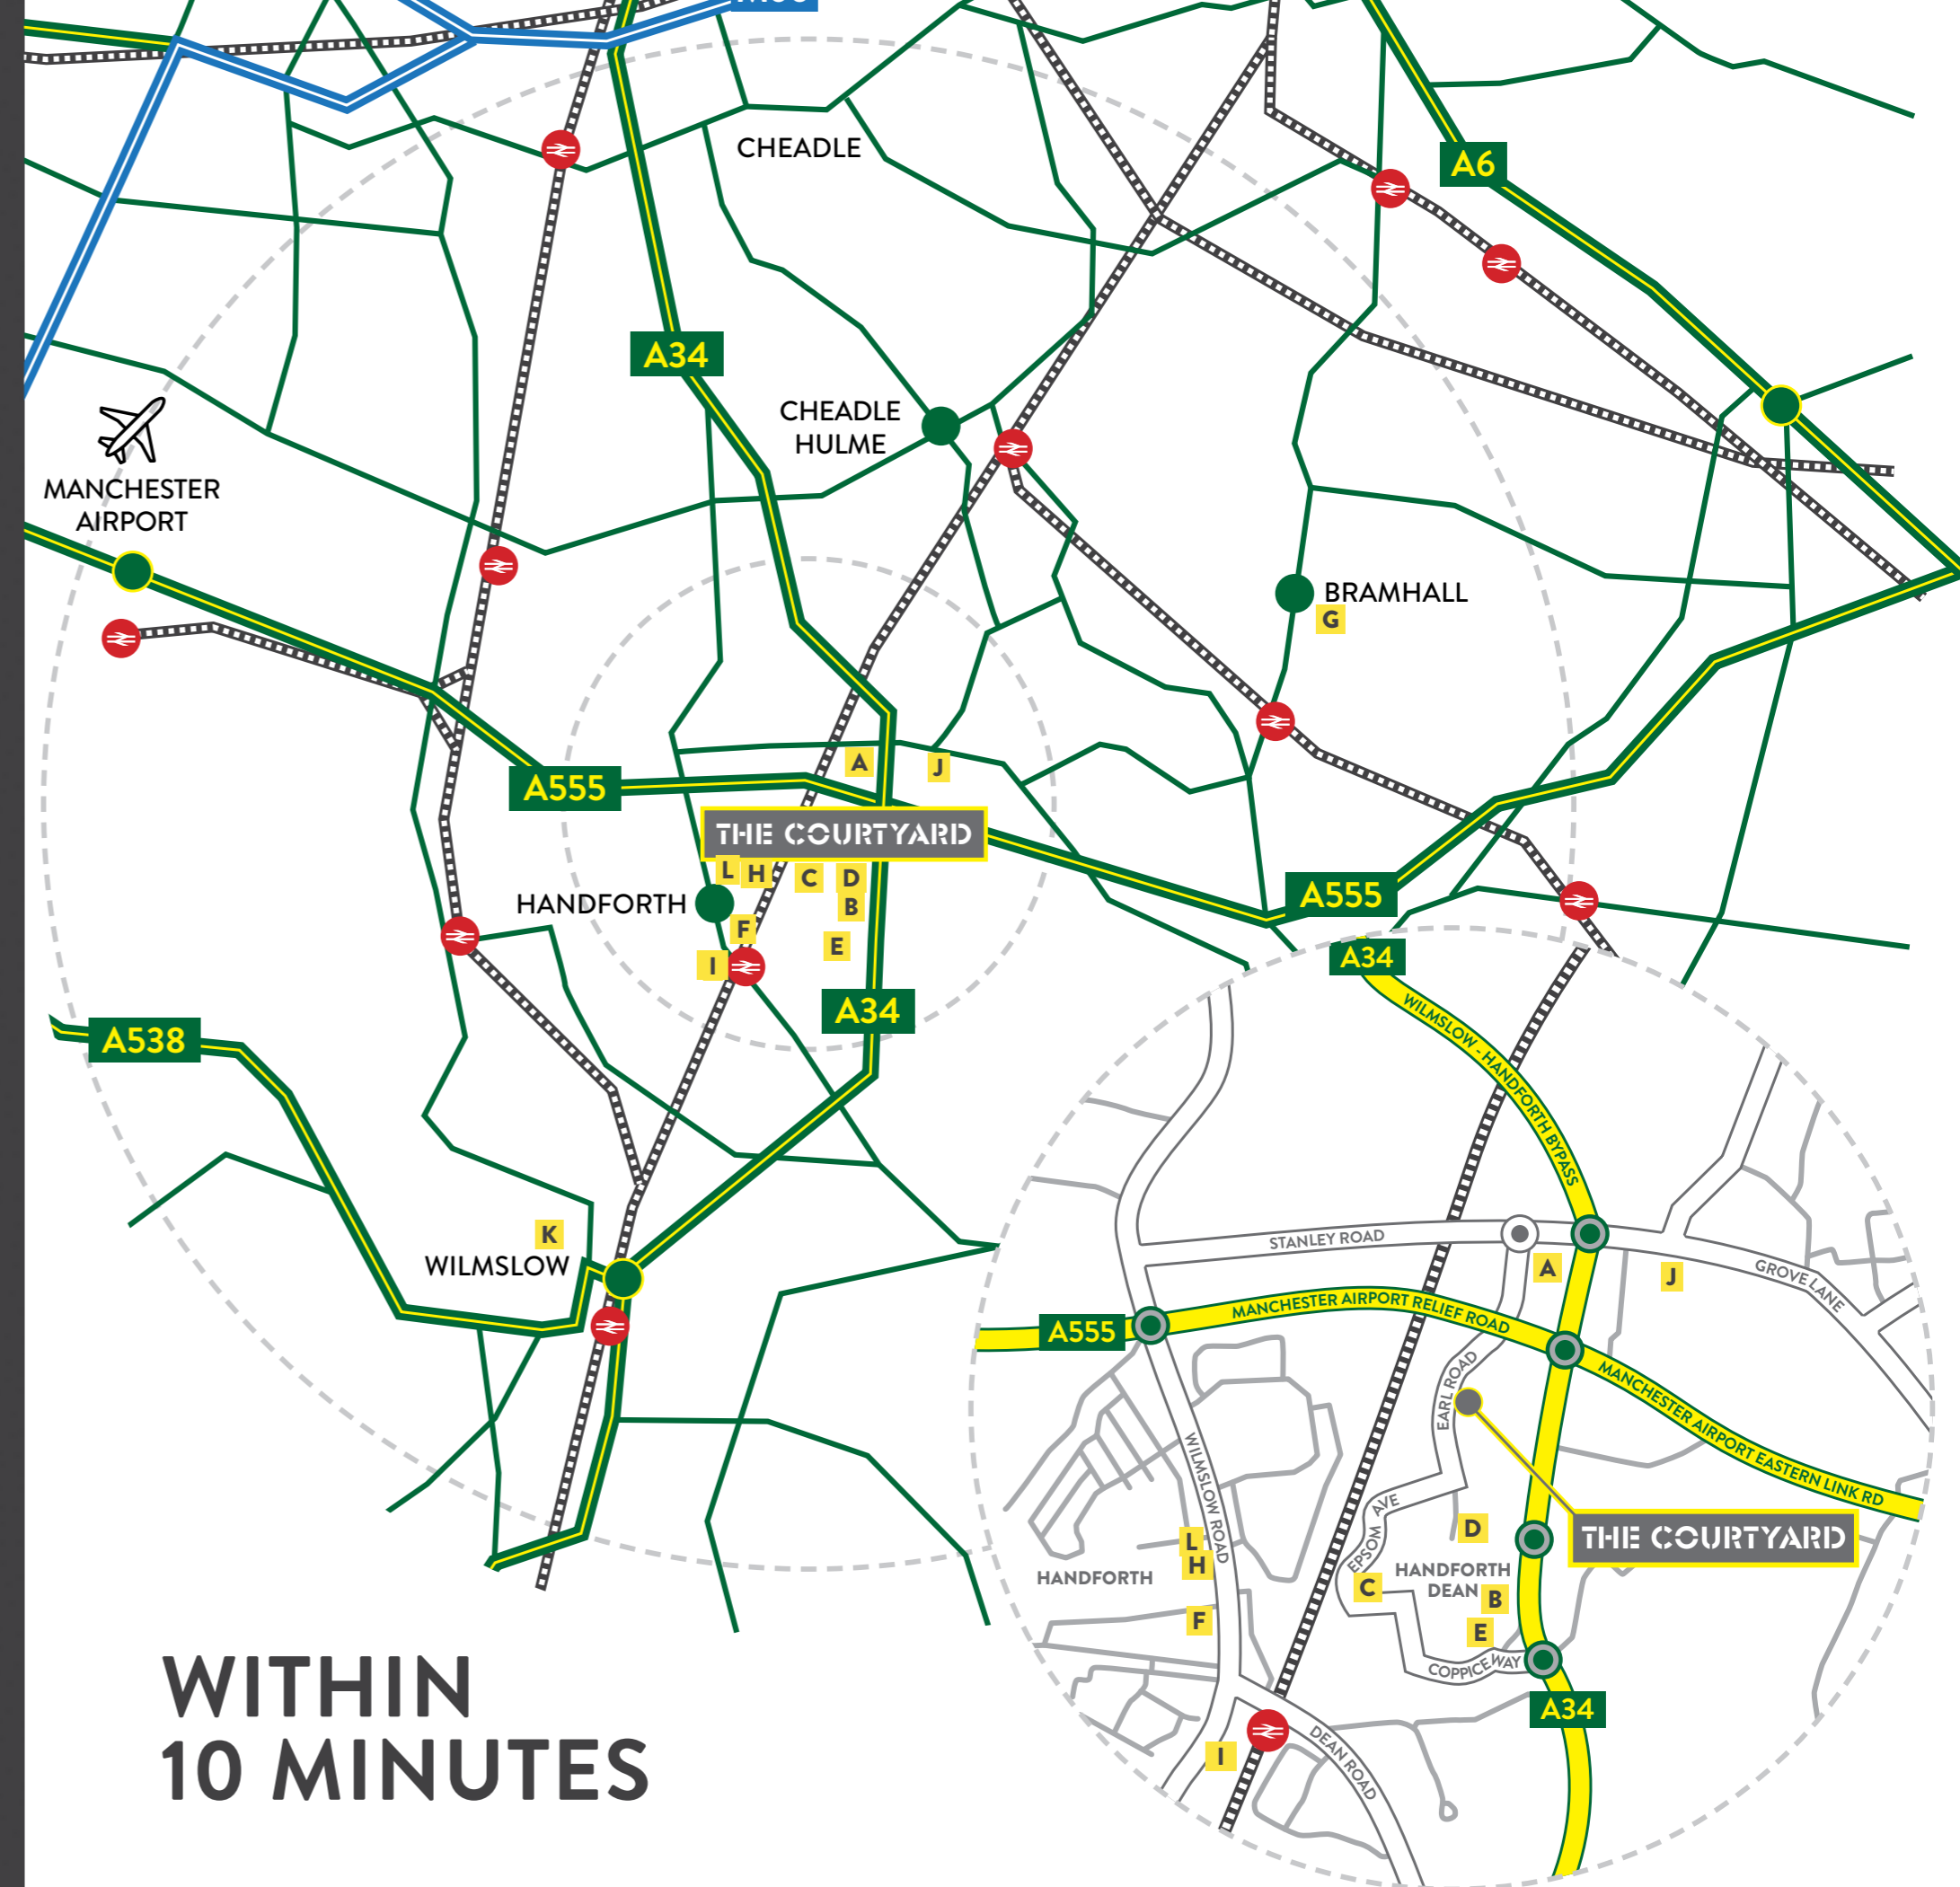 CHEADLE
A6
A34
CHEADLE
HULME
MANCHESTER
AIRPORT
BRAMHALL
G
A
J
A555
THE COURTYARD
L
H
C
D
B
HANDFORTH
F
E
I
A555
A34
A34
A538
K
WILMSLOW
WILMSLOW - HANDFORTH BYPASS
STANLEY ROAD
A
J
GROVE LANE
A555
MANCHESTER AIRPORT RELIEF ROAD
MANCHESTER AIRPORT EASTERN LINK RD
EARL ROAD
WILMSLOW ROAD
EPSOM AVE
D
THE COURTYARD
L
H
HANDFORTH
HANDFORTH
DEAN
C
B
F
E
COPPICE WAY
A34
I
DEAN ROAD
WITHIN
10 MINUTES